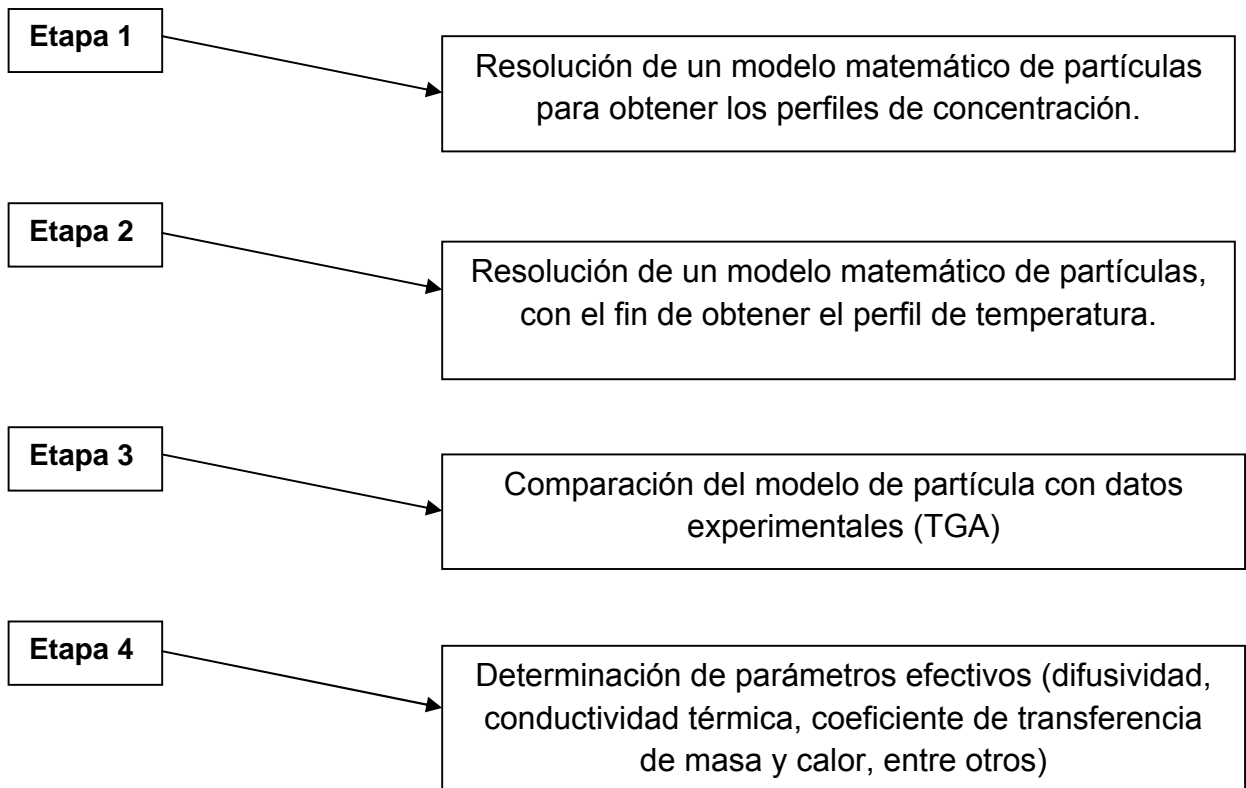 Etapa 1
Resolución de un modelo matemático de partículas
para obtener los perfiles de concentración.
Etapa 2
Resolución de un modelo matemático de partículas,
con el fin de obtener el perfil de temperatura.
Etapa 3
Comparación del modelo de partícula con datos
experimentales (TGA)
Etapa 4
Determinación de parámetros efectivos (difusividad,
conductividad térmica, coeficiente de transferencia
de masa y calor, entre otros)